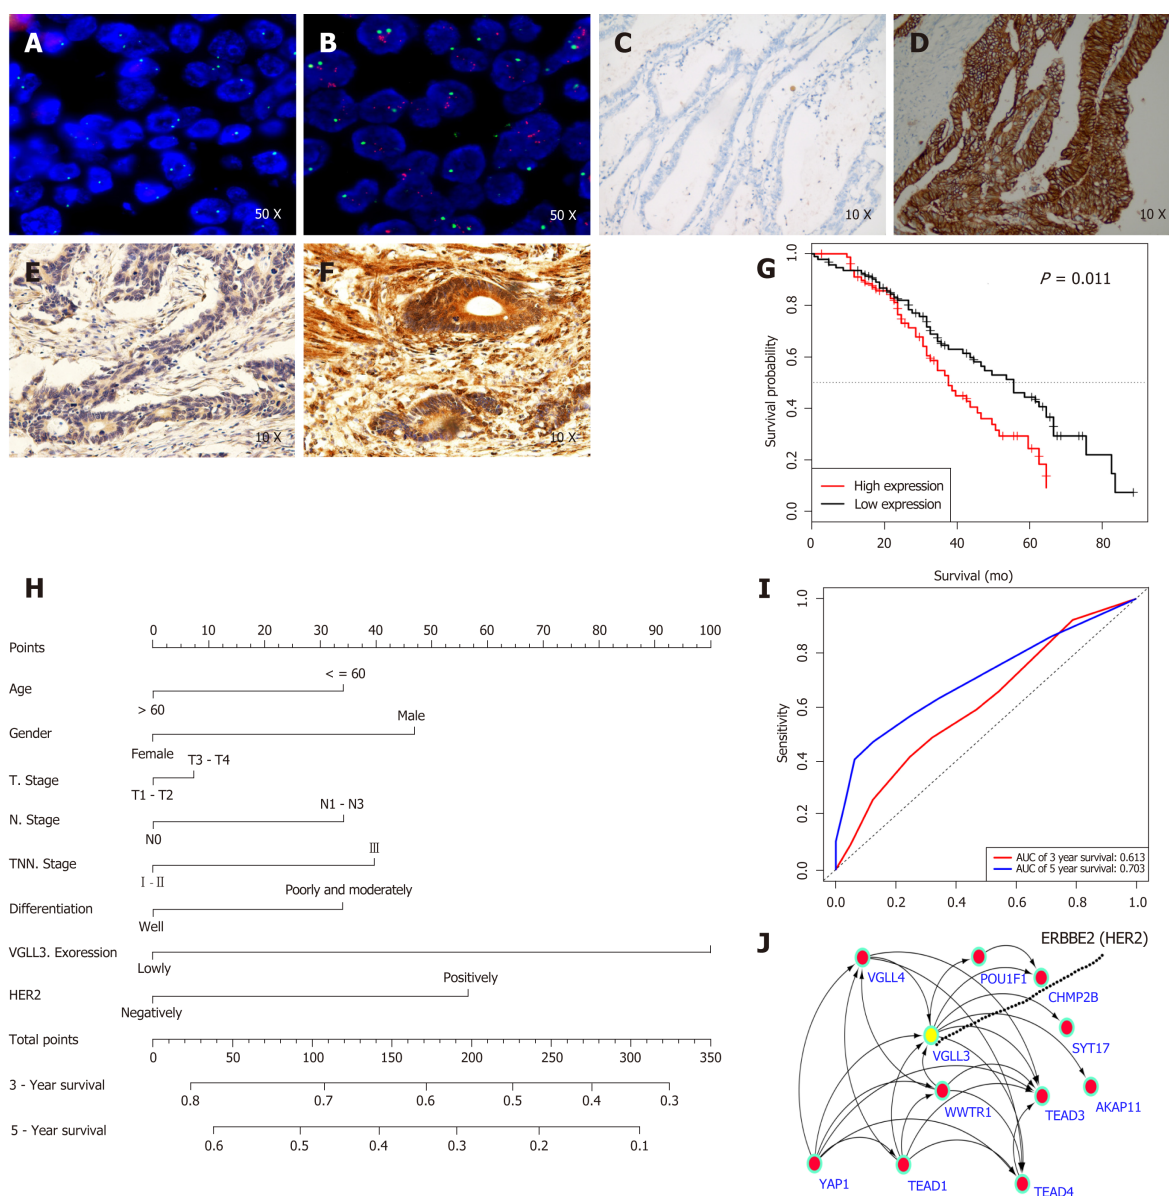 A
B
C
D
50 X
50 X
10 X
10 X
E
F
10 X
10 X
G
P = 0.011
Survival probability
1.0
0.8
0.6
0.4
0.2
0.0
High expression
Low expression
0 20 40 60 80
Survival (mo)
H
Points
0 10 20 30 40 50 60 70 80 90 100
Age
< = 60
> 60
Gender
Male
Female
T. Stage
T3 - T4
T1 - T2
N. Stage
N1 - N3
N0
TNN. Stage
III
I - II
Differentiation
Poorly and moderately
Well
VGLL3. Exoression
Lowly
HER2
Positively
Negatively
Total points
0 50 100 150 200 250 300 350
3 - Year survival
0.8 0.7 0.6 0.5 0.4 0.3
5 - Year survival
0.6 0.5 0.4 0.3 0.2 0.1
I
Sensitivity
1.0
0.8
0.6
0.4
0.2
0.0
AUC of 3 year survival: 0.613
AUC of 5 year survival: 0.703
0.0 0.2 0.4 0.6 0.8 1.0
J
ERBBE2 (HER2)
VGLL4
POU1F1
CHMP2B
VGLL3
SYT17
WWTR1
TEAD3
AKAP11
YAP1
TEAD1
TEAD4